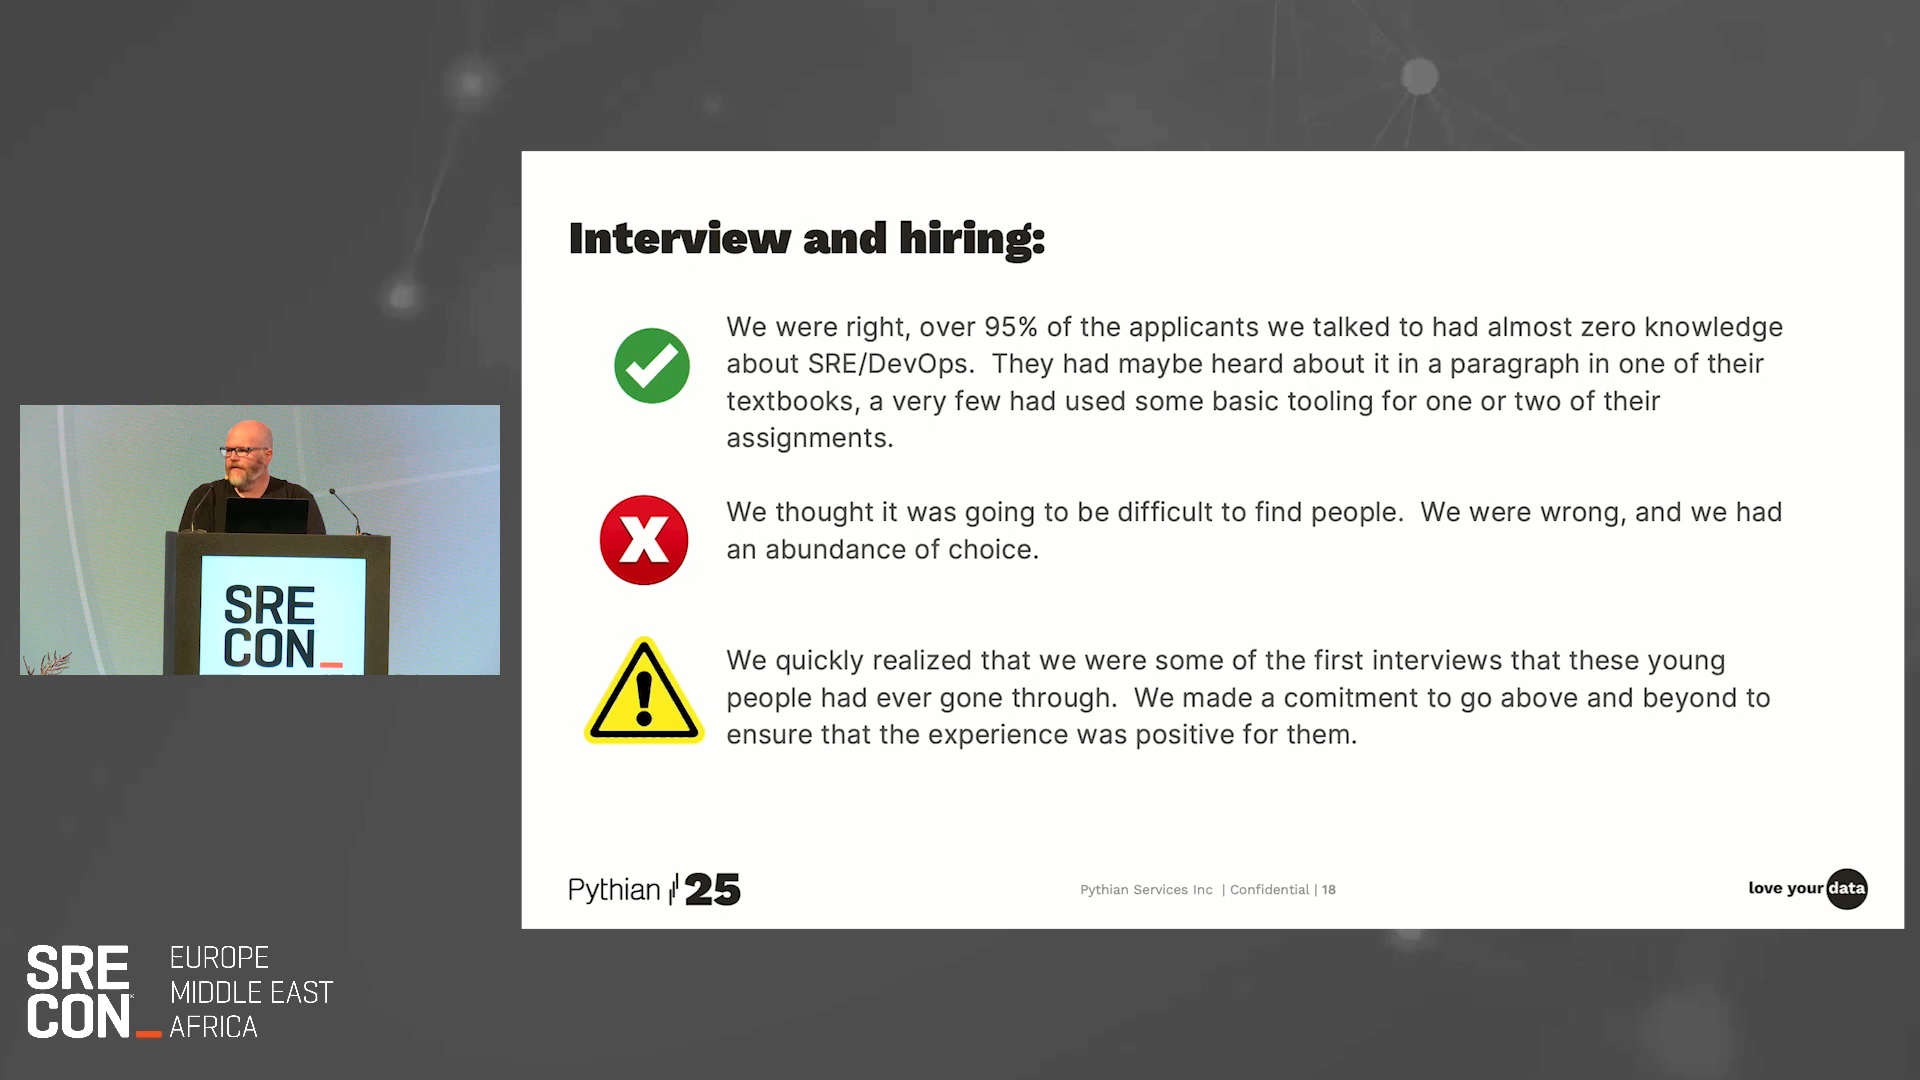 Interview and hiring:
We were right, over 95% of the applicants we talked to had almost zero knowledge
about SRE/DevOps.  They had maybe heard about it in a paragraph in one of their
textbooks, a very few had used some basic tooling for one or two of their
assignments.
We thought it was going to be difficult to find people.  We were wrong, and we had
an abundance of choice.
We quickly realized that we were some of the first interviews that these young
people had ever gone through.  We made a comitment to go above and beyond to
ensure that the experience was positive for them.
Pythian 25
Pythian Services Inc | Confidential | 18
love your data
SRE
CON_
SRE
CON_
EUROPE
MIDDLE EAST
AFRICA